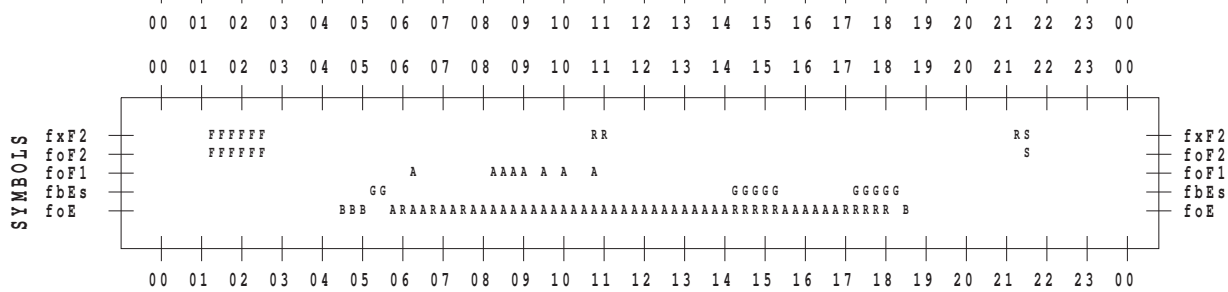 00 01 02 03 04 05 06 07 08 09 10 11 12 13 14 15 16 17 18 19 20 21 22 23 00
00 01 02 03 04 05 06 07 08 09 10 11 12 13 14 15 16 17 18 19 20 21 22 23 00
SYMBOLS
fxF2 FFFFFF RR RS fxF2
foF2 FFFFFF S foF2
foF1 A AAAA A A A foF1
fbEs GG GGGGG GGGGG fbEs
foE BBB ARAARAARAAAAAAAAAAAAAAAAAAAAAAAAAARRRRRAAAAAARRRRR B foE
00 01 02 03 04 05 06 07 08 09 10 11 12 13 14 15 16 17 18 19 20 21 22 23 00